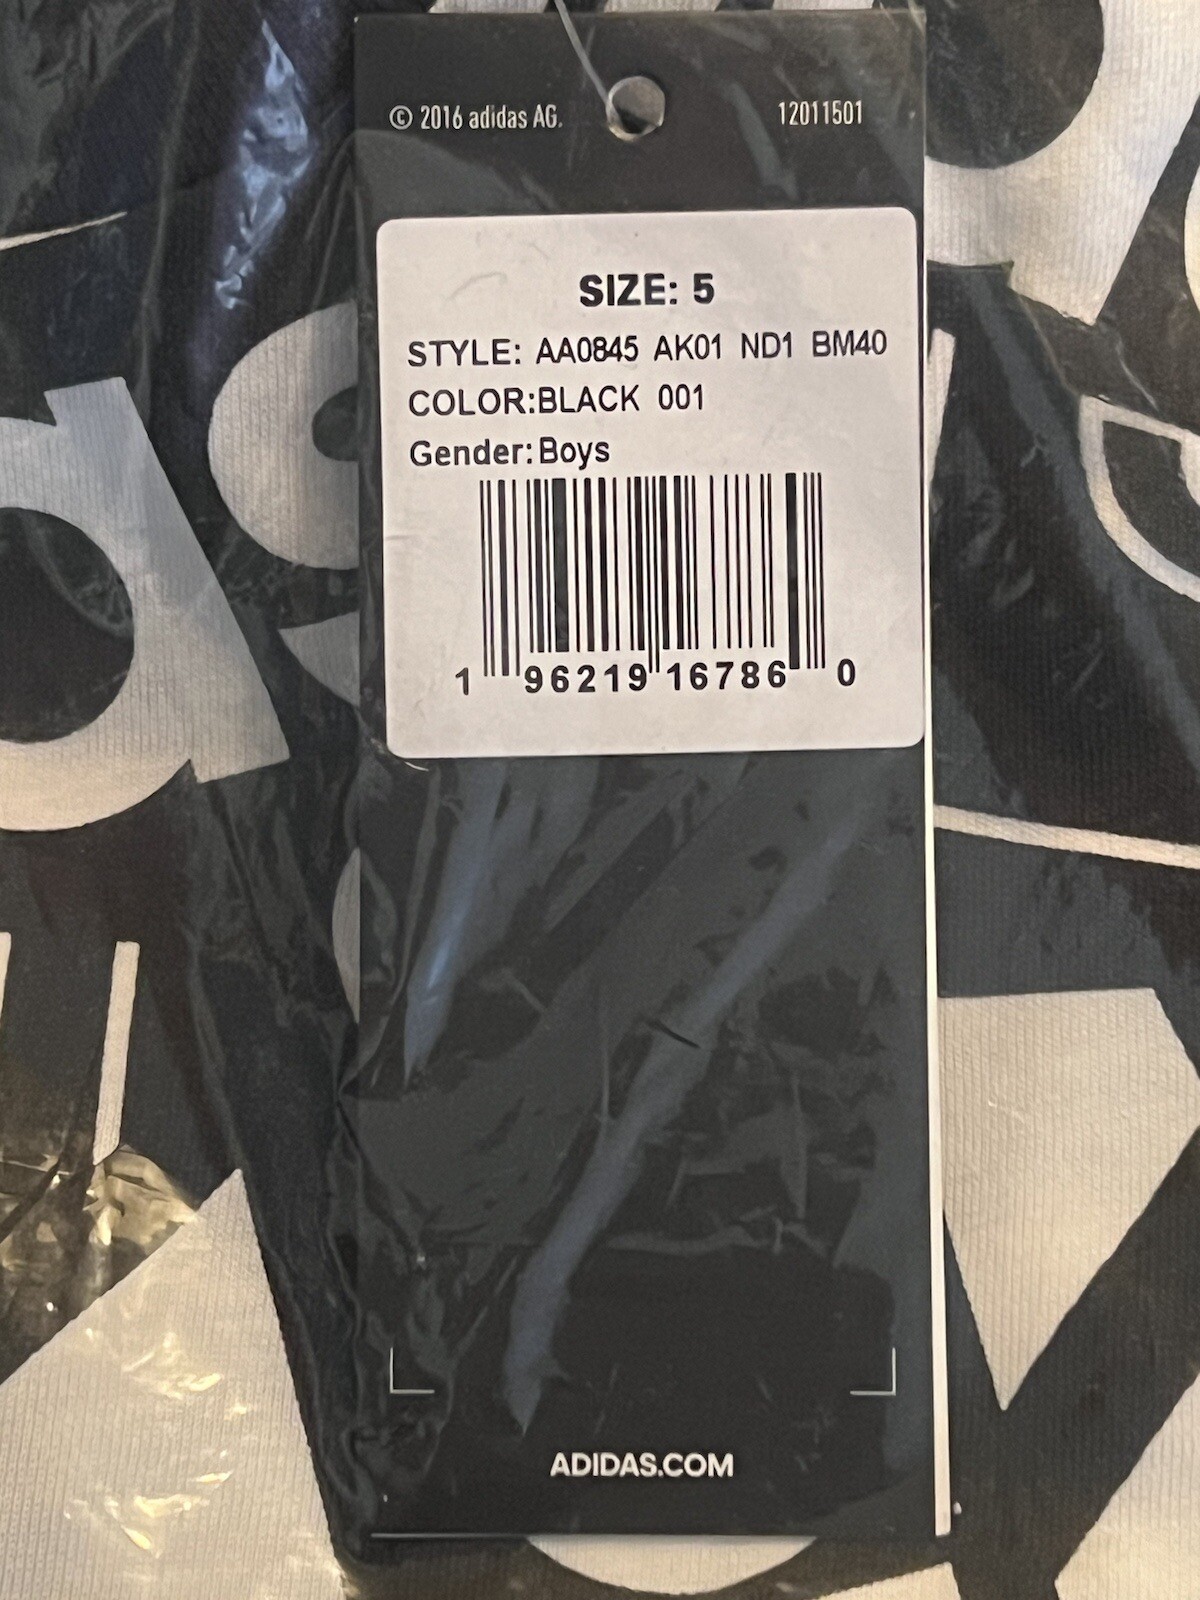 © 2016 adidas AG.
12011501
SIZE: 5
STYLE: AA0845 AK01 ND1 BM40
COLOR:BLACK 001
Gender:Boys
1 96219 16786 0
ADIDAS.COM